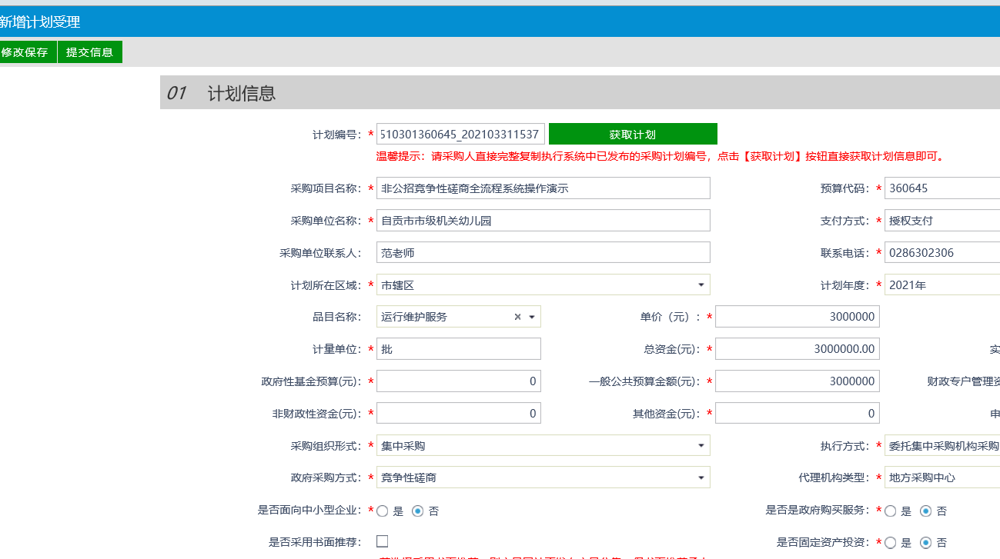 新增计划受理
修改保存 提交信息
01 计划信息
计划编号：* 510301360645_202103311537 获取计划
温馨提示：请采购人直接完整复制执行系统中已发布的采购计划编号，点击【获取计划】按钮直接获取计划信息即可。
采购项目名称：* 非公招竞争性磋商全流程系统操作演示 预算代码：* 360645
采购单位名称：* 自贡市市级机关幼儿园 支付方式：* 授权支付
采购单位联系人： 范老师 联系电话：* 0286302306
计划所在区域：* 市辖区 计划年度：* 2021年
品目名称： 运行维护服务 × 单价（元）：* 3000000
计量单位：* 批 总资金(元)：* 3000000.00 实
政府性基金预算(元)：* 0 一般公共预算金额(元)：* 3000000 财政专户管理资
非财政性资金(元)：* 0 其他资金(元)：* 0 申
采购组织形式：* 集中采购 执行方式：* 委托集中采购机构采购
政府采购方式：* 竞争性磋商 代理机构类型：* 地方采购中心
是否面向中小型企业：* 是 否 是否是政府购买服务：* 是 否
是否采用书面推荐： 是否固定资产投资：* 是 否